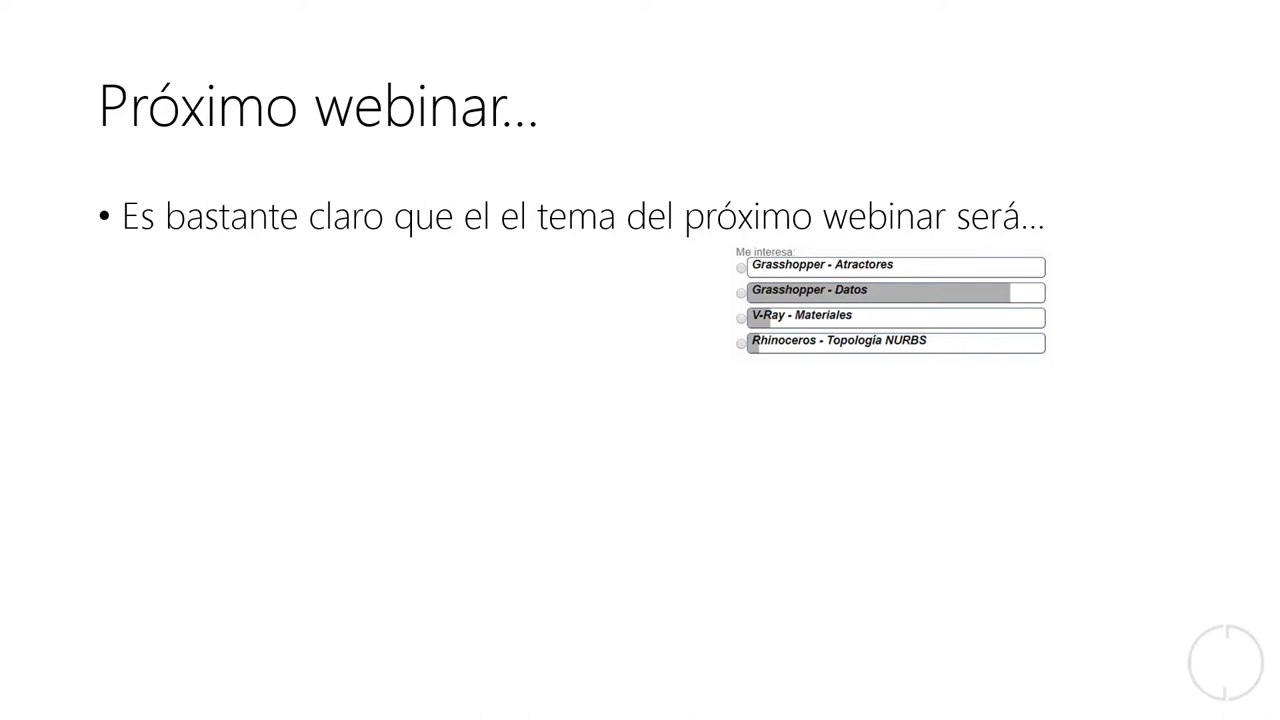 Próximo webinar...
• Es bastante claro que el el tema del próximo webinar será...
Me interesa:
Grasshopper - Atractores
Grasshopper - Datos
V-Ray - Materiales
Rhinoceros - Topología NURBS